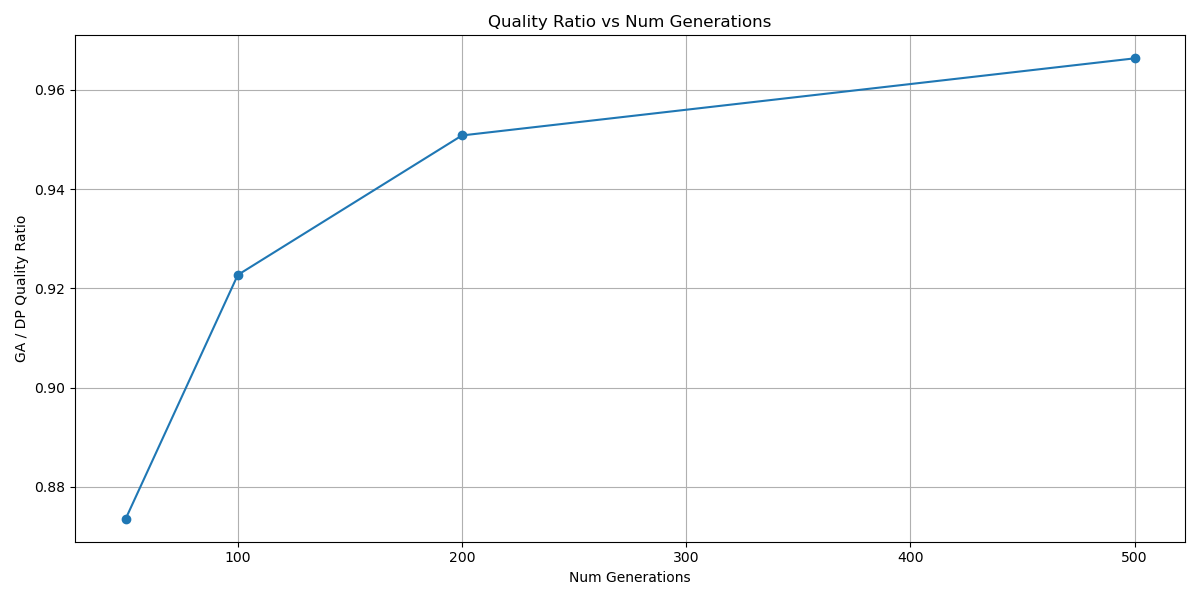 Quality Ratio vs Num Generations
GA / DP Quality Ratio
0.96
0.94
0.92
0.90
0.88
100 200 300 400 500
Num Generations